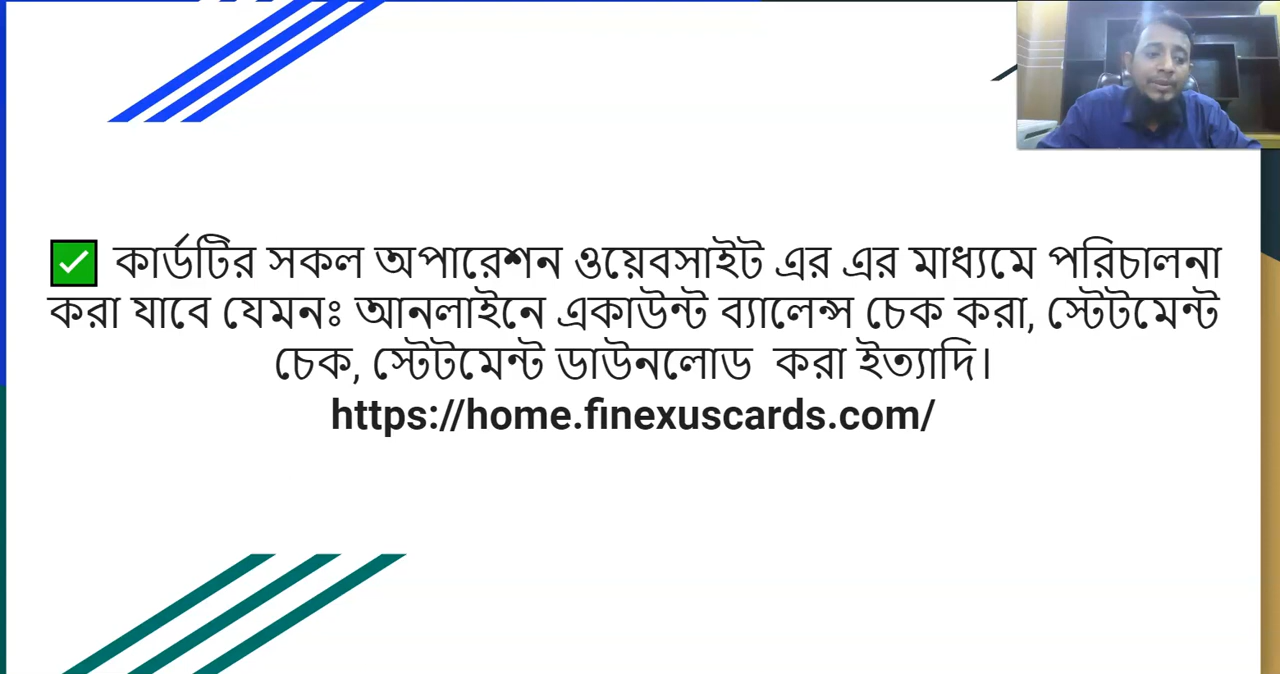 ✅ কার্ডটির সকল অপারেশন ওয়েবসাইট এর এর মাধ্যমে পরিচালনা
করা যাবে যেমনঃ আনলাইনে একাউন্ট ব্যালেন্স চেক করা, স্টেটমেন্ট
চেক, স্টেটমেন্ট ডাউনলোড করা ইত্যাদি।
https://home.finexuscards.com/